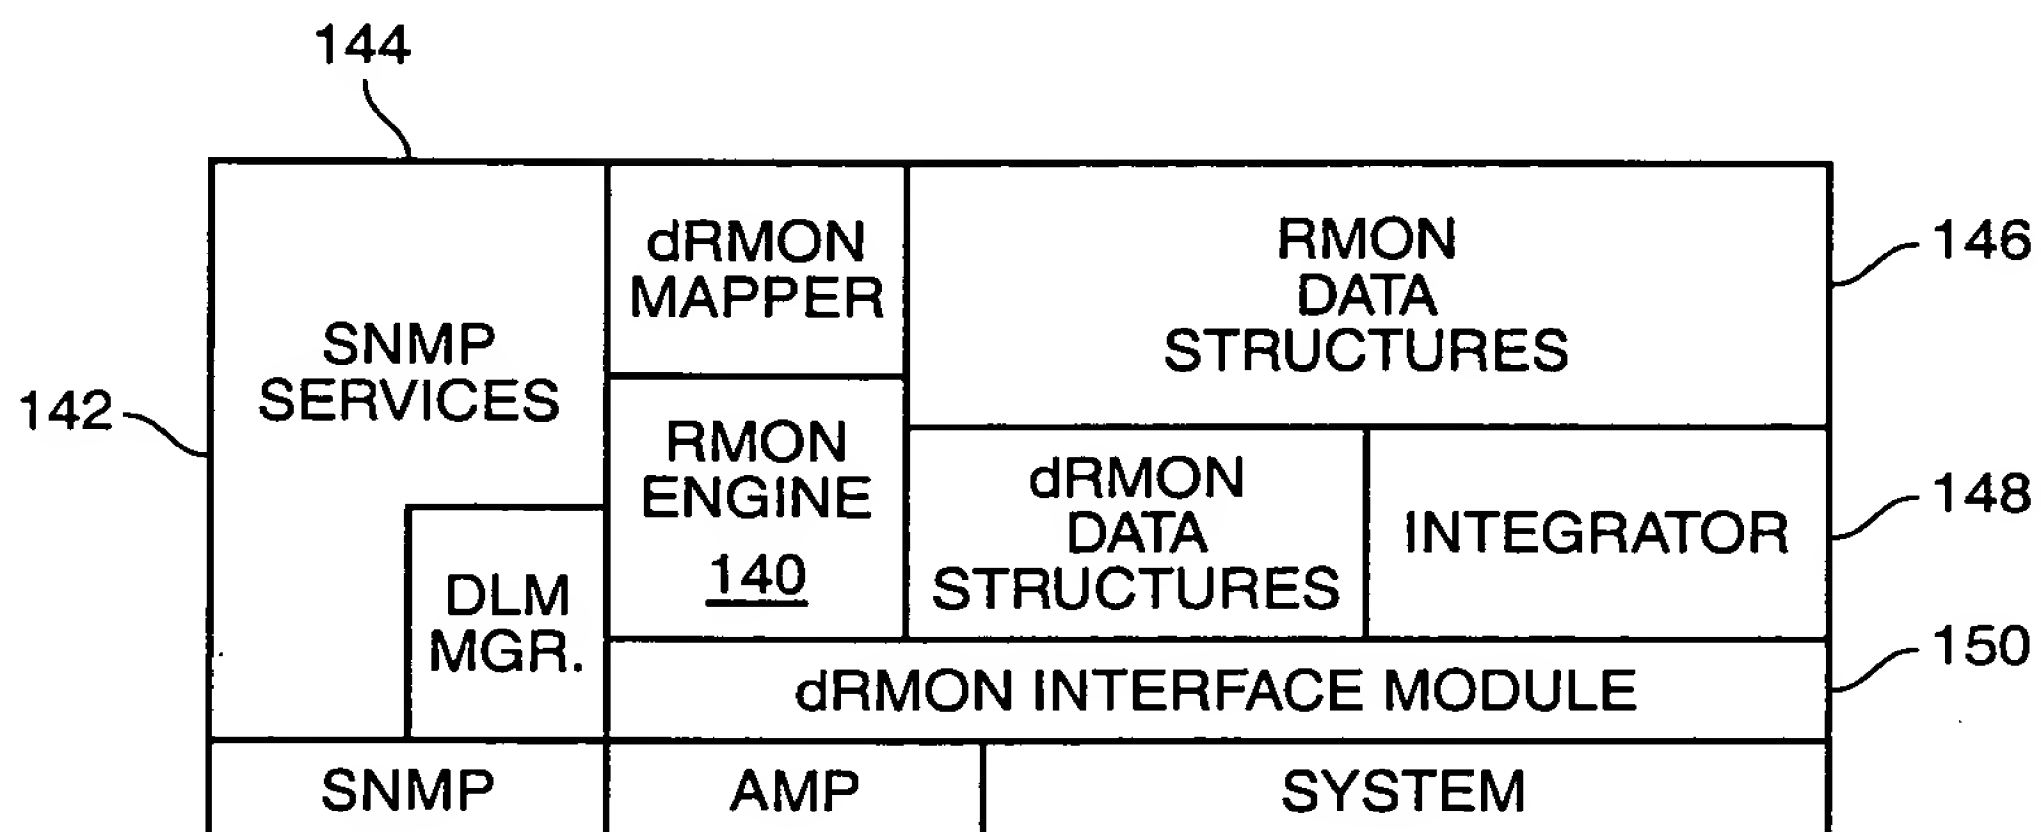 144
dRMON
MAPPER
RMON
DATA
STRUCTURES
146
SNMP
SERVICES
142
RMON
ENGINE
140
dRMON
DATA
STRUCTURES
INTEGRATOR
148
DLM
MGR.
dRMON INTERFACE MODULE
150
SNMP
AMP
SYSTEM